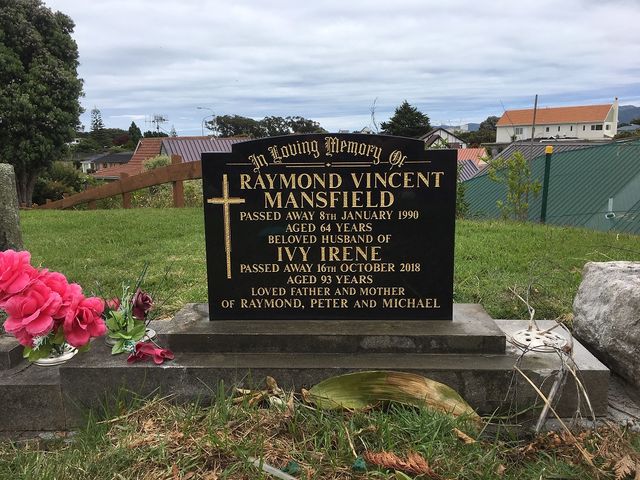 In Loving Memory Of
RAYMOND VINCENT
MANSFIELD
PASSED AWAY 8TH JANUARY 1990
AGED 64 YEARS
BELOVED HUSBAND OF
IVY IRENE
PASSED AWAY 16TH OCTOBER 2018
AGED 93 YEARS
LOVED FATHER AND MOTHER
OF RAYMOND, PETER AND MICHAEL